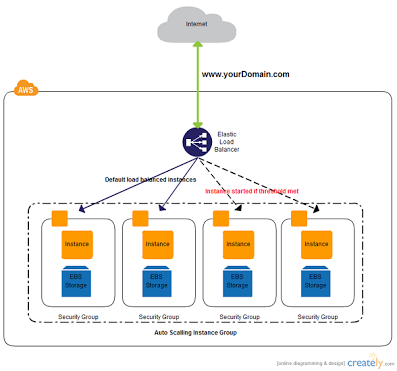 Internet
www.yourDomain.com
AWS
Elastic
Load
Balancer
Default load balanced instances
Instance started if threshold met
Instance
Instance
Instance
Instance
EBS
Storage
EBS
Storage
EBS
Storage
EBS
Storage
Security Group
Security Group
Security Group
Security Group
Auto Scalling Instance Group
[online diagramming & design] creately.com